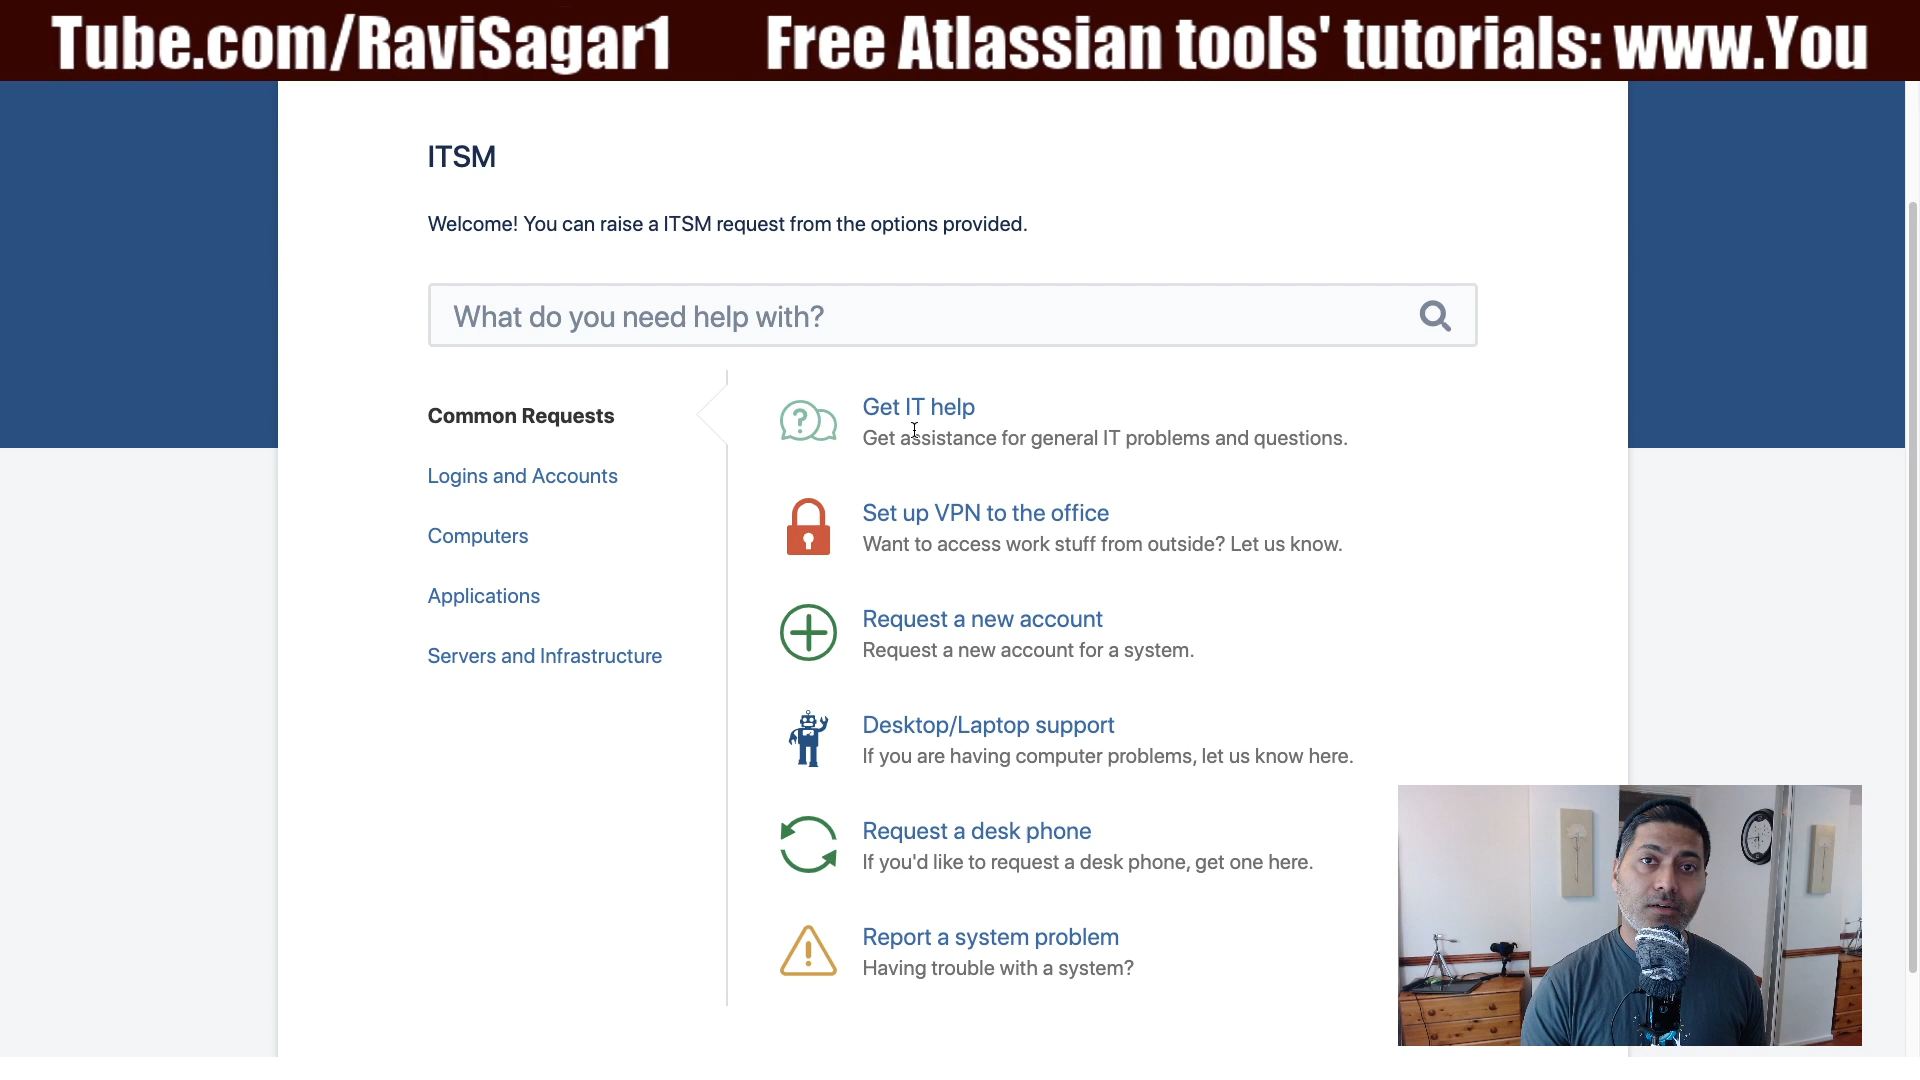 Tube.com/RaviSagar1 Free Atlassian tools' tutorials: www.You
ITSM
Welcome! You can raise a ITSM request from the options provided.
What do you need help with?
Common Requests
Logins and Accounts
Computers
Applications
Servers and Infrastructure
Get IT help
Get assistance for general IT problems and questions.
Set up VPN to the office
Want to access work stuff from outside? Let us know.
Request a new account
Request a new account for a system.
Desktop/Laptop support
If you are having computer problems, let us know here.
Request a desk phone
If you'd like to request a desk phone, get one here.
Report a system problem
Having trouble with a system?